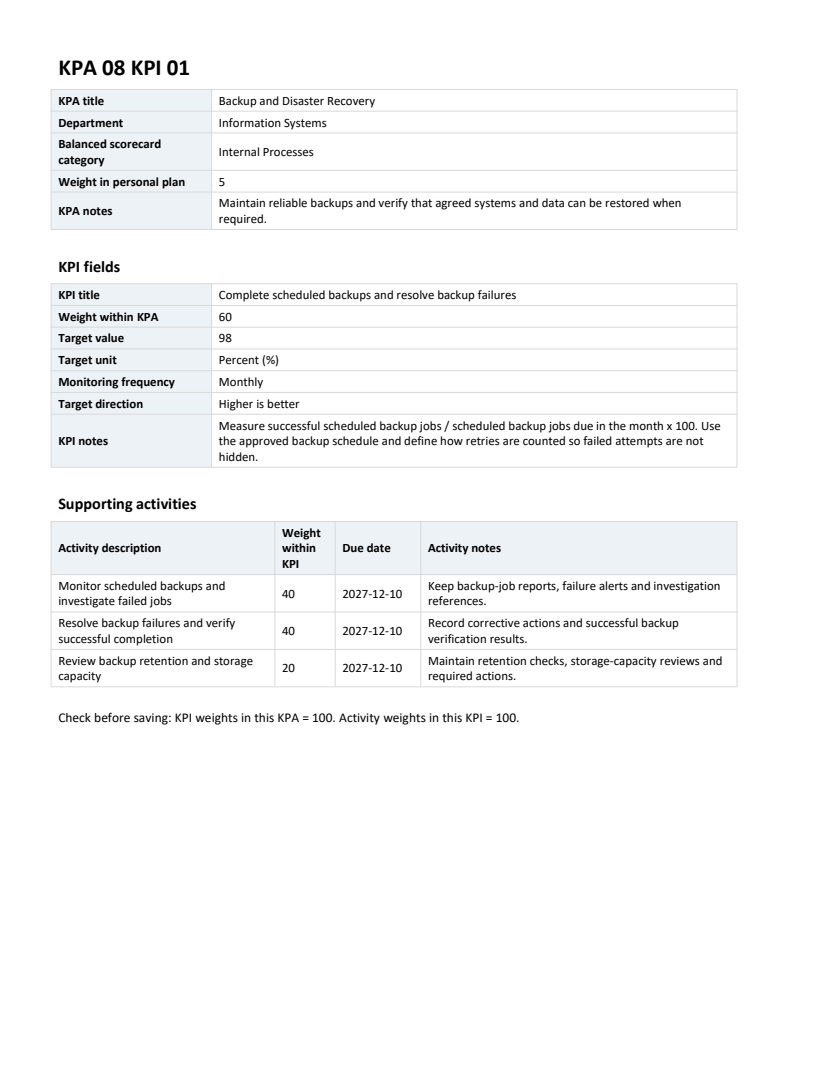 KPA 08 KPI 01
KPA title
Backup and Disaster Recovery
Department
Information Systems
Balanced scorecard
category
Internal Processes
Weight in personal plan
5
KPA notes
Maintain reliable backups and verify that agreed systems and data can be restored when
required.
KPI fields
KPI title
Complete scheduled backups and resolve backup failures
Weight within KPA
60
Target value
98
Target unit
Percent (%)
Monitoring frequency
Monthly
Target direction
Higher is better
KPI notes
Measure successful scheduled backup jobs / scheduled backup jobs due in the month x 100. Use
the approved backup schedule and define how retries are counted so failed attempts are not
hidden.
Supporting activities
Activity description
Weight
within
KPI
Due date
Activity notes
Monitor scheduled backups and
investigate failed jobs
40
2027-12-10
Keep backup-job reports, failure alerts and investigation
references.
Resolve backup failures and verify
successful completion
40
2027-12-10
Record corrective actions and successful backup
verification results.
Review backup retention and storage
capacity
20
2027-12-10
Maintain retention checks, storage-capacity reviews and
required actions.
Check before saving: KPI weights in this KPA = 100. Activity weights in this KPI = 100.